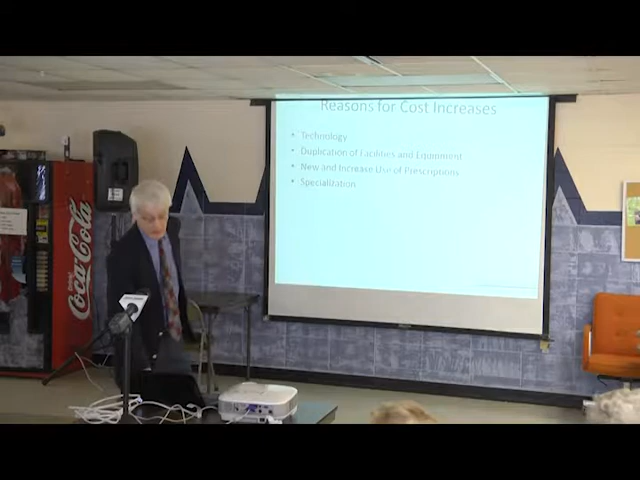 Reasons for Cost Increases
• Technology
• Duplication of Facilities and Equipment
• New and Increase Use of Prescriptions
• Specialization
Coca-Cola